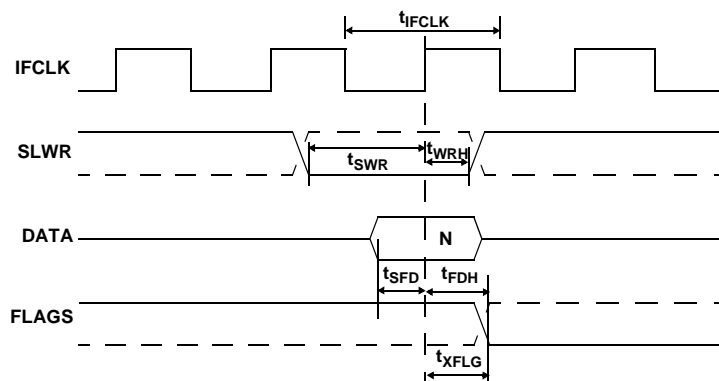 tIFCLK
IFCLK
SLWR
tSWR
tWRH
DATA
N
tSFD
tFDH
FLAGS
tXFLG